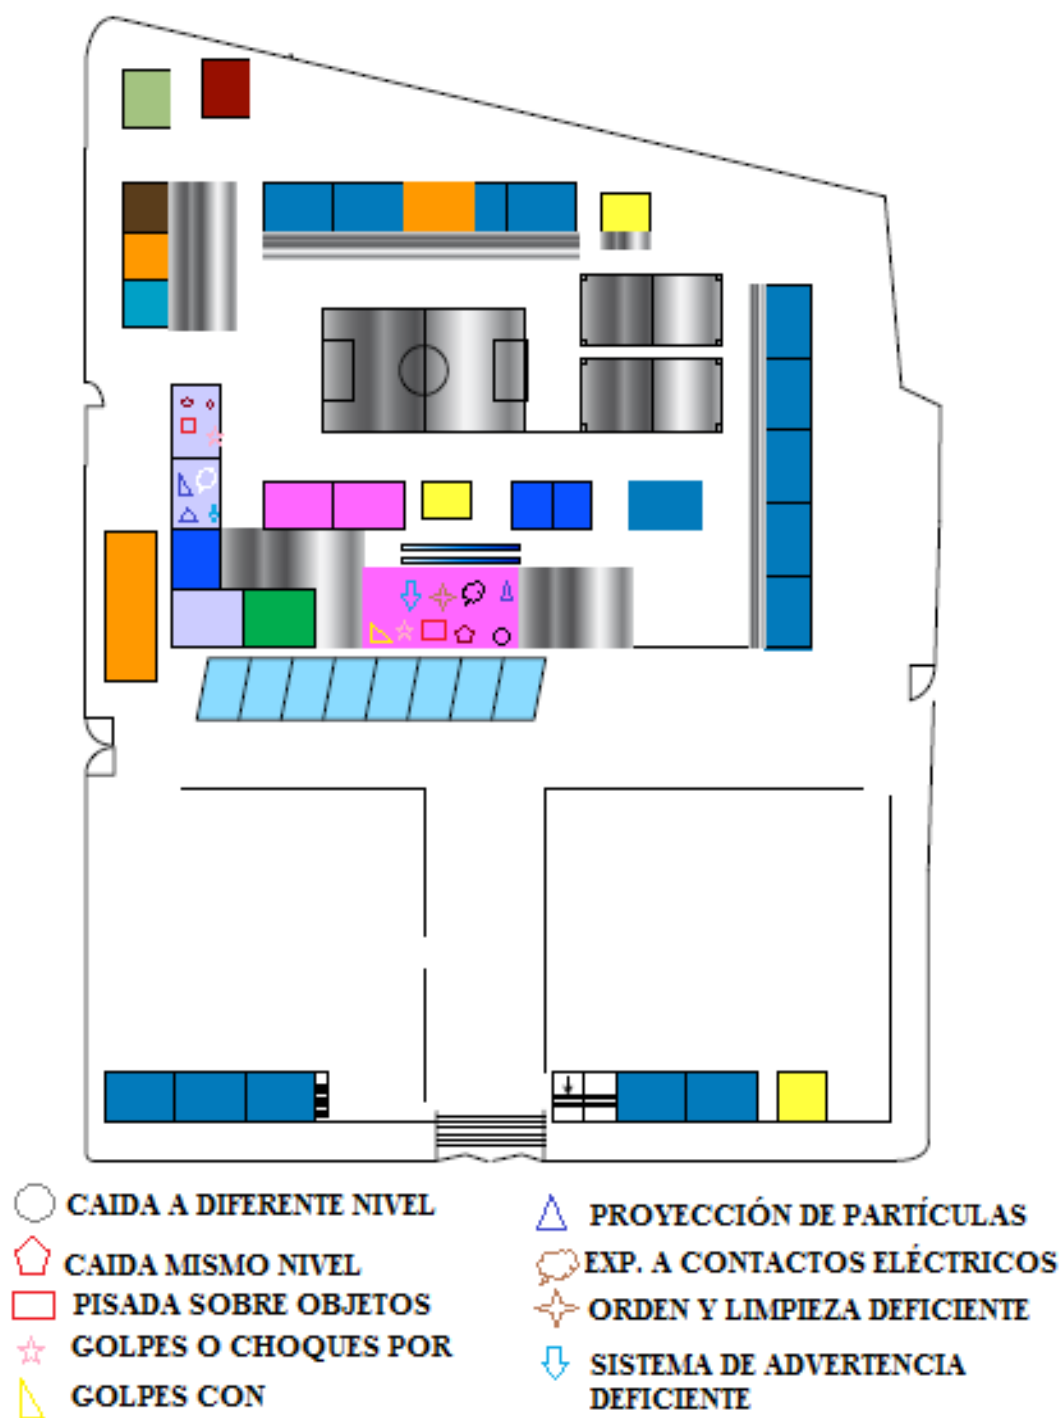 CAIDA A DIFERENTE NIVEL
CAIDA MISMO NIVEL
PISADA SOBRE OBJETOS
GOLPES O CHOQUES POR
GOLPES CON
PROYECCIÓN DE PARTÍCULAS
EXP. A CONTACTOS ELÉCTRICOS
ORDEN Y LIMPIEZA DEFICIENTE
SISTEMA DE ADVERTENCIA
DEFICIENTE